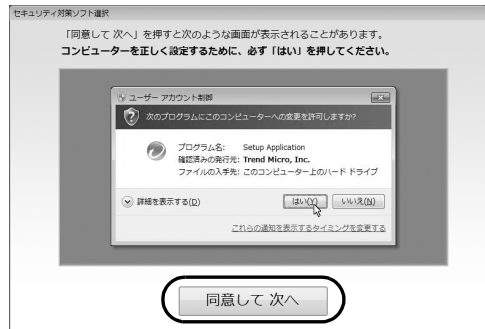 セキュリティ対策ソフト選択
「同意して 次へ」を押すと次のような画面が表示されることがあります。
コンピューターを正しく設定するために、必ず「はい」を押してください。
ユーザー アカウント制御
次のプログラムにこのコンピューターへの変更を許可しますか?
プログラム名: Setup Application
確認済みの発行元: Trend Micro, Inc.
ファイルの入手先: このコンピューター上のハード ドライブ
詳細を表示する(D) はい(Y) いいえ(N)
これらの通知を表示するタイミングを変更する
同意して 次へ